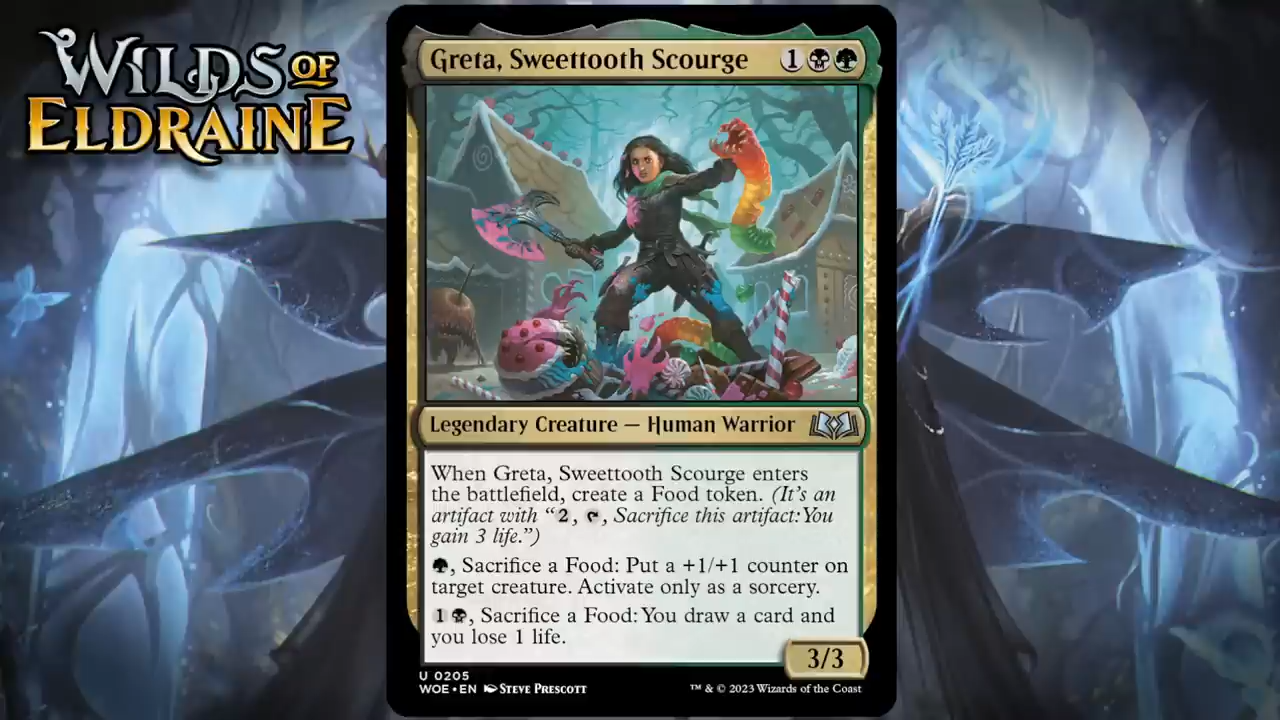 WILDS OF
ELDRAINE
Greta, Sweettooth Scourge 1
Legendary Creature — Human Warrior
When Greta, Sweettooth Scourge enters
the battlefield, create a Food token. (It's an
artifact with “2, , Sacrifice this artifact: You
gain 3 life.”)
, Sacrifice a Food: Put a +1/+1 counter on
target creature. Activate only as a sorcery.
1 , Sacrifice a Food: You draw a card and
you lose 1 life.
3/3
U 0205
WOE • EN STEVE PRESCOTT
™ & © 2023 Wizards of the Coast